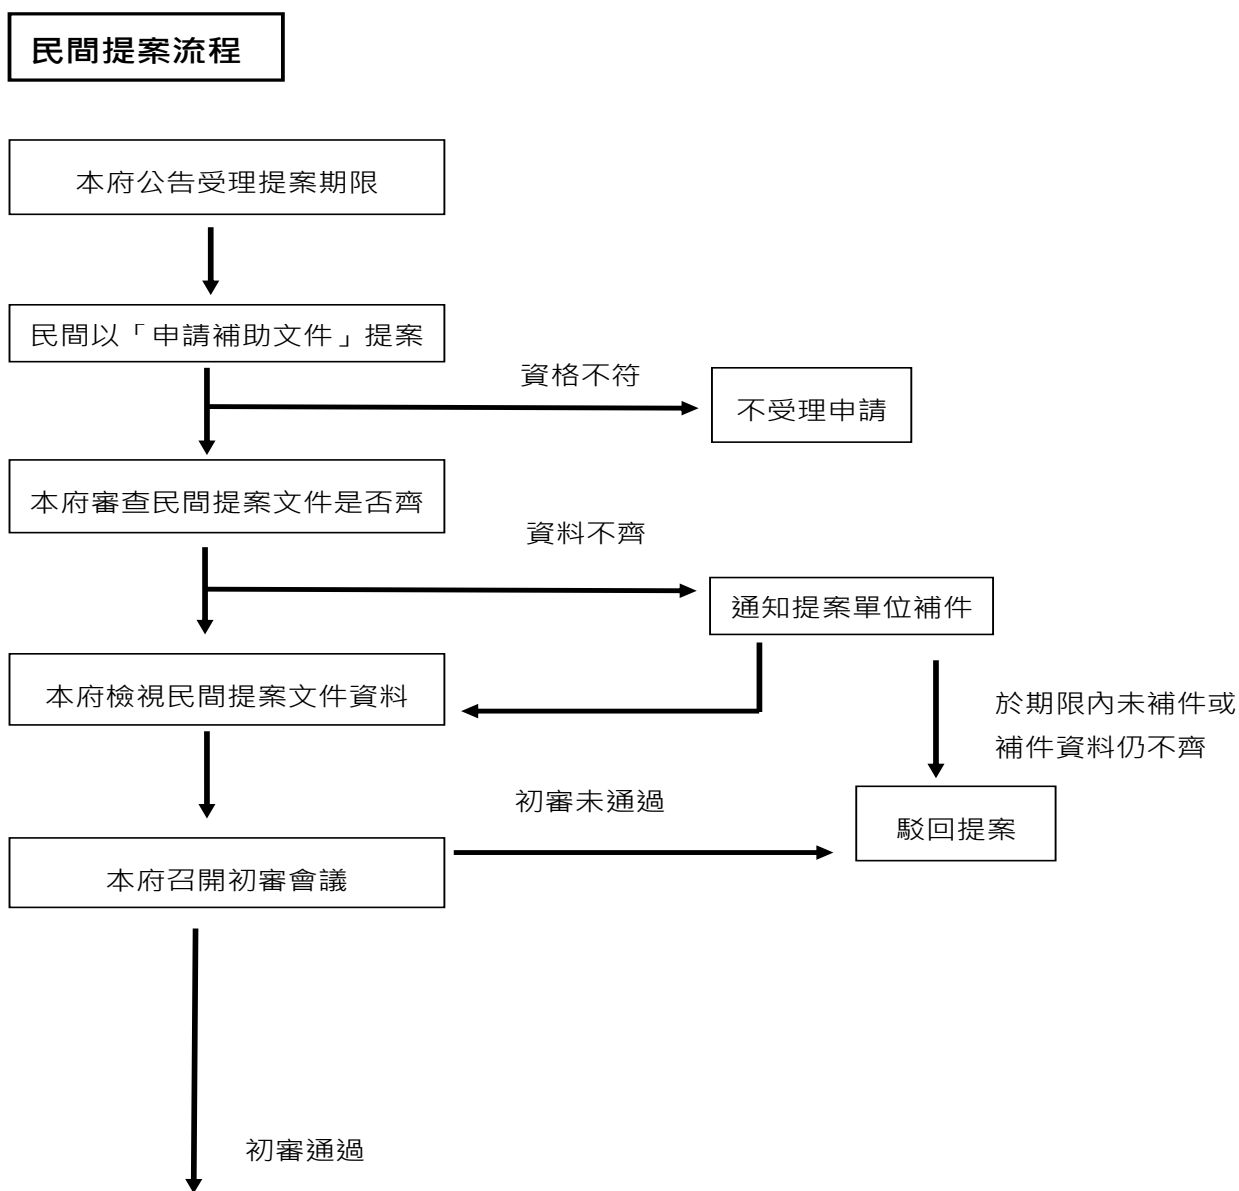 民間提案流程
本府公告受理提案期限
民間以「申請補助文件」提案
資格不符
不受理申請
本府審查民間提案文件是否齊
資料不齊
通知提案單位補件
本府檢視民間提案文件資料
於期限內未補件或
補件資料仍不齊
初審未通過
駁回提案
本府召開初審會議
初審通過